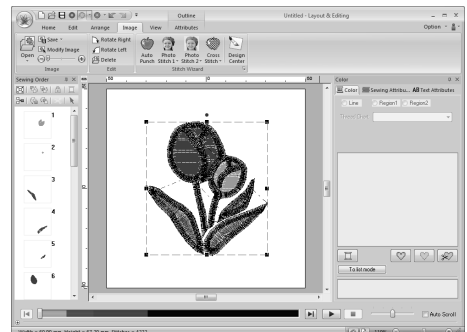 Outline
Untitled - Layout & Editing
Home Edit Arrange Image View Attributes
Option
Open
Save
Modify Image
Image
Rotate Right
Rotate Left
Delete
Edit
Auto Punch
Photo Stitch 1
Photo Stitch 2
Cross Stitch
Stitch Wizard
Design Center
Sewing Order
1
2
3
4
5
6
Color
Color Sewing Attribu... AB Text Attributes
Line Region1 Region2
To list mode
Auto Scroll